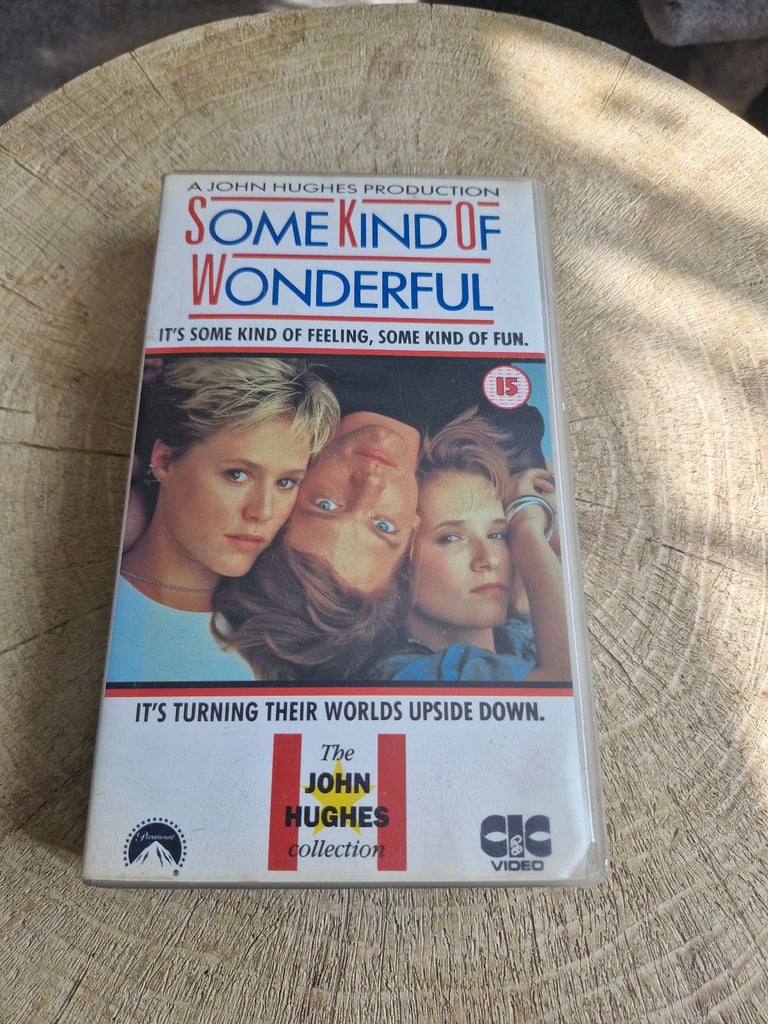 A JOHN HUGHES PRODUCTION
SOME KIND OF
WONDERFUL
IT'S SOME KIND OF FEELING, SOME KIND OF FUN.
15
IT'S TURNING THEIR WORLDS UPSIDE DOWN.
The
JOHN
HUGHES
collection
Paramount
®
CIC
VIDEO